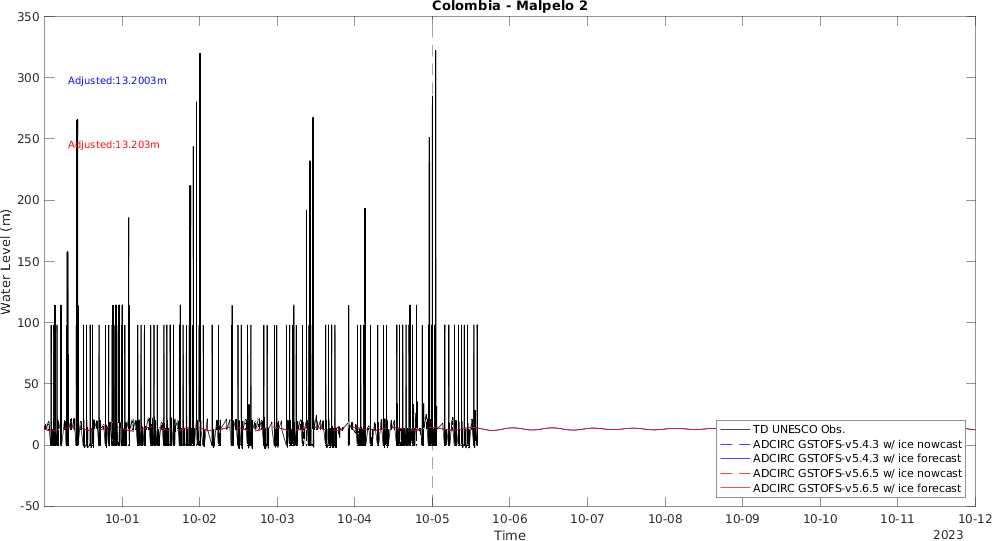 Colombia - Malpelo 2
350
300
250
200
150
100
50
0
-50
Water Level (m)
Adjusted:13.2003m
Adjusted:13.203m
TD UNESCO Obs.
ADCIRC GSTOFS-v5.4.3 w/ ice nowcast
ADCIRC GSTOFS-v5.4.3 w/ ice forecast
ADCIRC GSTOFS-v5.6.5 w/ ice nowcast
ADCIRC GSTOFS-v5.6.5 w/ ice forecast
10-01 10-02 10-03 10-04 10-05 10-06 10-07 10-08 10-09 10-10 10-11 10-12
Time
2023